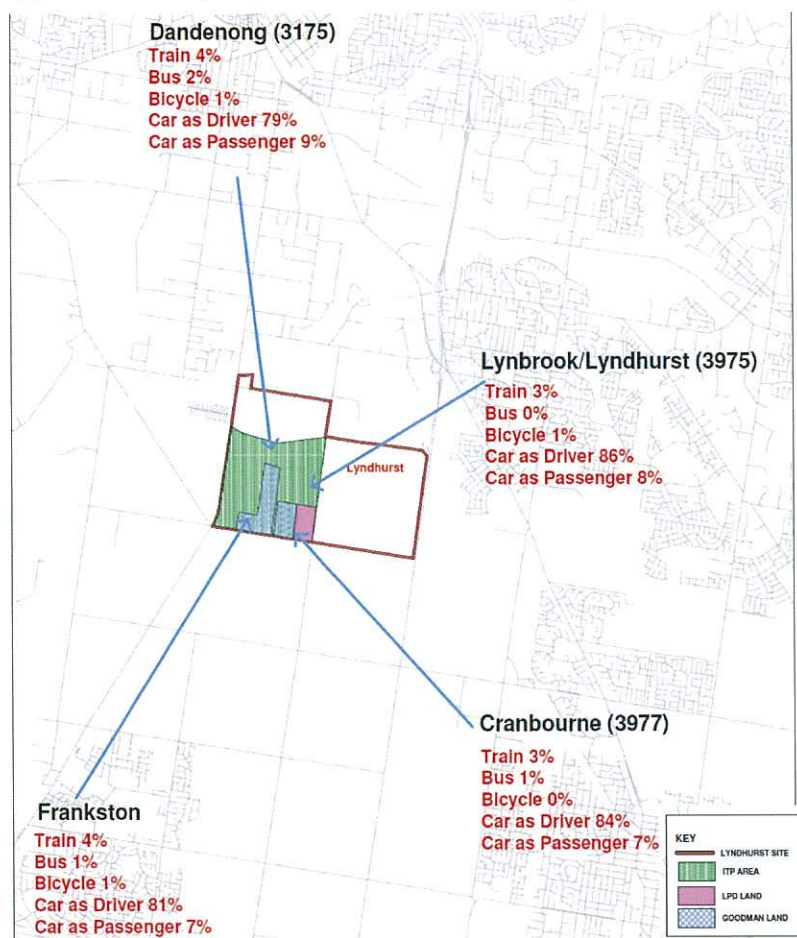 Dandenong (3175)
Train 4%
Bus 2%
Bicycle 1%
Car as Driver 79%
Car as Passenger 9%
Lynbrook/Lyndhurst (3975)
Train 3%
Bus 0%
Bicycle 1%
Car as Driver 86%
Car as Passenger 8%
Lyndhurst
Cranbourne (3977)
Train 3%
Bus 1%
Bicycle 0%
Car as Driver 84%
Car as Passenger 7%
Frankston
Train 4%
Bus 1%
Bicycle 1%
Car as Driver 81%
Car as Passenger 7%
KEY
LYNDHURST SITE
ITP AREA
LPD LAND
GOODMAN LAND